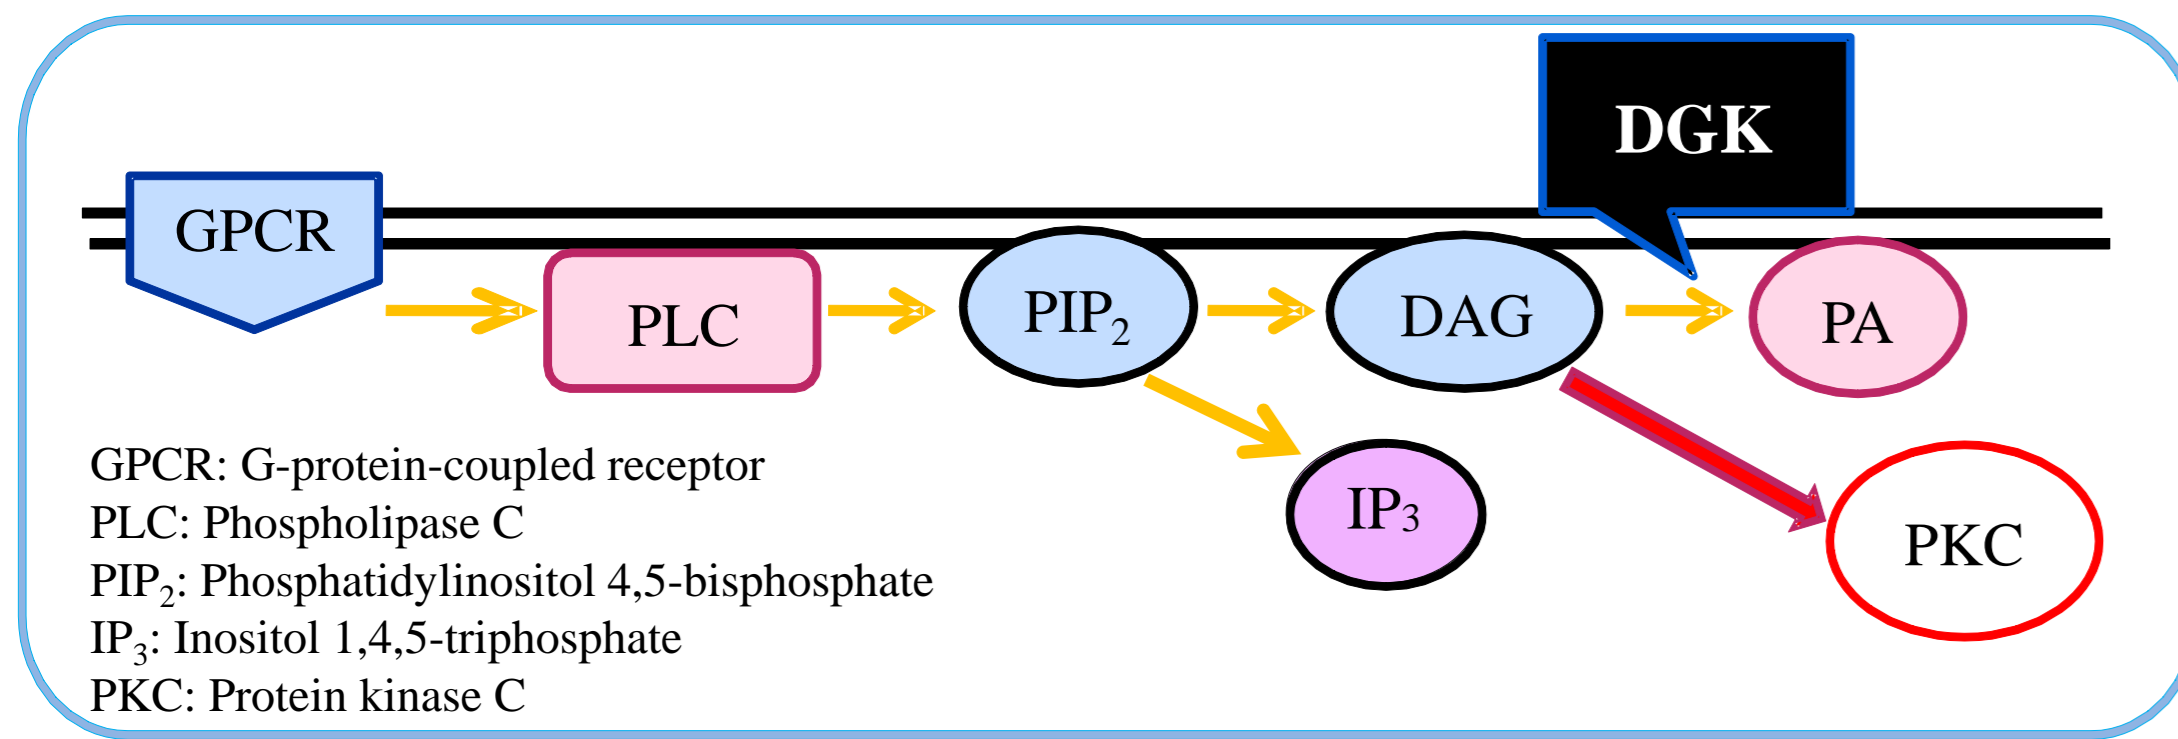 DGK
GPCR
PLC
PIP₂
DAG
PA
IP₃
PKC
GPCR: G-protein-coupled receptor
PLC: Phospholipase C
PIP₂: Phosphatidylinositol 4,5-bisphosphate
IP₃: Inositol 1,4,5-triphosphate
PKC: Protein kinase C